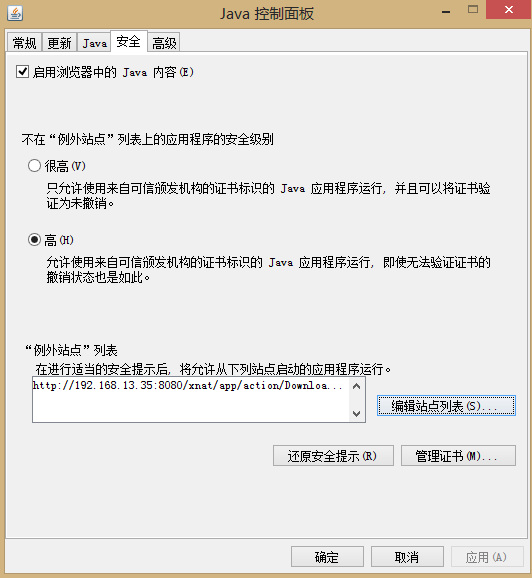 Java 控制面板
常规 更新 Java 安全 高级
启用浏览器中的 Java 内容(E)
不在“例外站点”列表上的应用程序的安全级别
很高(V)
只允许使用来自可信颁发机构的证书标识的 Java 应用程序运行, 并且可以将证书验
证为未撤销。
高(H)
允许使用来自可信颁发机构的证书标识的 Java 应用程序运行, 即使无法验证证书的
撤销状态也是如此。
“例外站点”列表
在进行适当的安全提示后, 将允许从下列站点启动的应用程序运行。
http://192.168.13.35:8080/xnat/app/action/Downloa...
编辑站点列表(S)...
还原安全提示(R) 管理证书(M)...
确定 取消 应用(A)